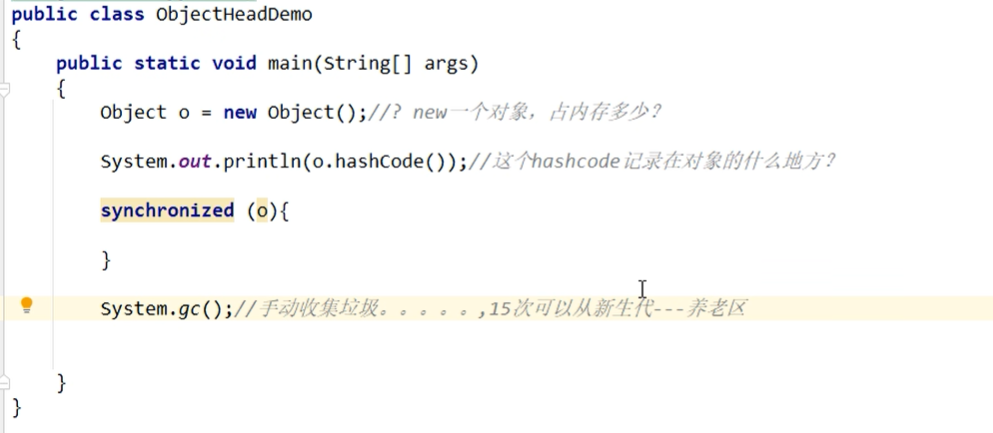 public class ObjectHeadDemo
{
public static void main(String[] args)
{
Object o = new Object();//? new一个对象，占内存多少？
System.out.println(o.hashCode());//这个hashcode记录在对象的什么地方？
synchronized (o){
}
System.gc();//手动收集垃圾。。。。。,15次可以从新生代---养老区
}
}